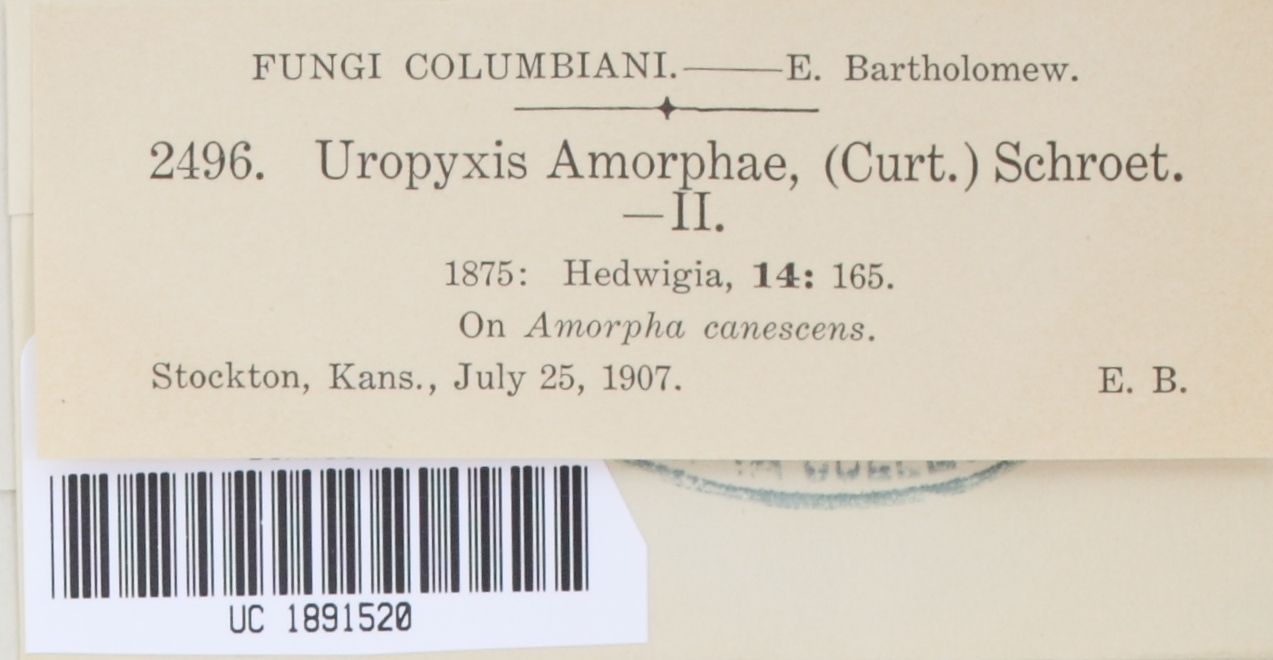 FUNGI COLUMBIANI.——E. Bartholomew.
2496. Uropyxis Amorphae, (Curt.) Schroet.
—II.
1875: Hedwigia, 14: 165.
On Amorpha canescens.
Stockton, Kans., July 25, 1907. E. B.
UC 1891520